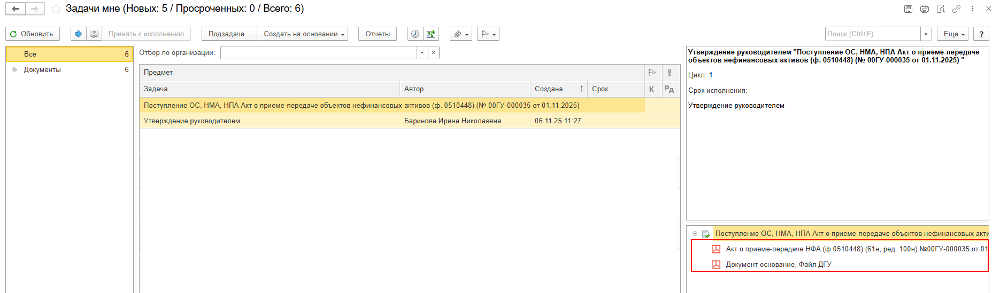 Задачи мне (Новых: 5 / Просроченных: 0 / Всего: 6)
Обновить
Принять к исполнению
Подзадача...
Создать на основании
Отчеты
Поиск (Ctrl+F)
×
Еще
?
Все 6
Документы 6
Отбор по организации:
×
Предмет
Задача Автор Создана ↑ Срок К Рд
Поступление ОС, НМА, НПА Акт о приеме-передаче объектов нефинансовых активов (ф. 0510448) (№ 00ГУ-000035 от 01.11.2025)
Утверждение руководителем Баринова Ирина Николаевна 06.11.25 11:27
Утверждение руководителем "Поступление ОС, НМА, НПА Акт о приеме-передаче
объектов нефинансовых активов (ф. 0510448) (№ 00ГУ-000035 от 01.11.2025) "
Цикл: 1
Срок исполнения:
Утверждение руководителем
Поступление ОС, НМА, НПА Акт о приеме-передаче объектов нефинансовых акти
Акт о приеме-передаче НФА (ф.0510448) (61н, ред. 100н) №00ГУ-000035 от 01
Документ основание, Файл ДГУ